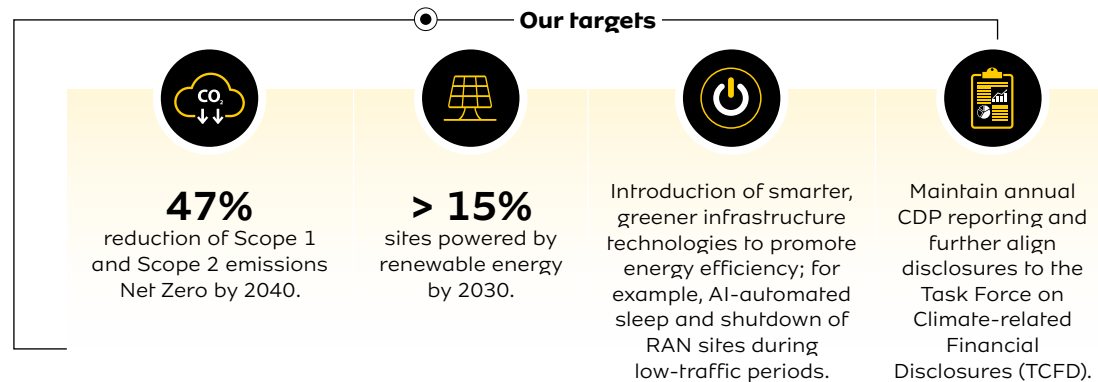 Our targets
CO₂
47%
reduction of Scope 1
and Scope 2 emissions
Net Zero by 2040.
> 15%
sites powered by
renewable energy
by 2030.
Introduction of smarter,
greener infrastructure
technologies to promote
energy efficiency; for
example, AI-automated
sleep and shutdown of
RAN sites during
low-traffic periods.
Maintain annual
CDP reporting and
further align
disclosures to the
Task Force on
Climate-related
Financial
Disclosures (TCFD).